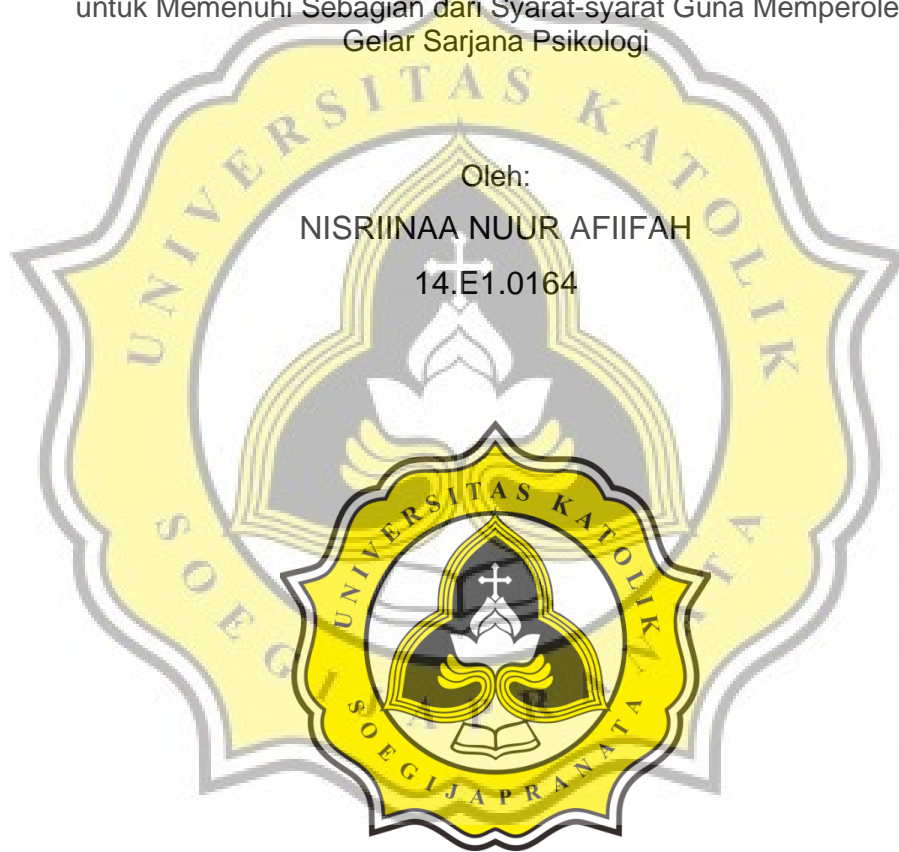 untuk Memenuhi Sebagian dari Syarat-syarat Guna Memperole
Gelar Sarjana Psikologi
Oleh:
NISRIINAA NUUR AFIIFAH
14.E1.0164
UNIVERSITAS KATOLIK
SOEGIJAPRANATA
UNIVERSITAS KATOLIK
SOEGIJAPRANATA